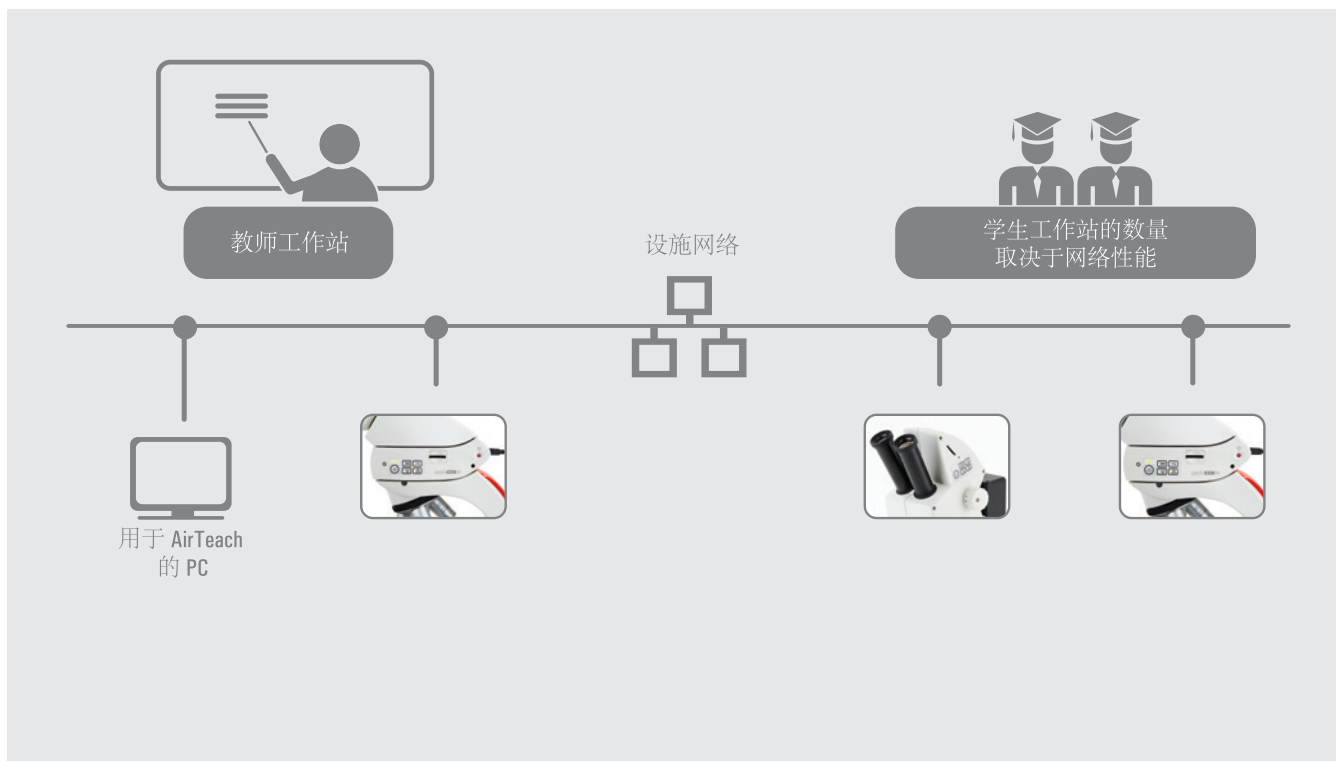 教师工作站
设施网络
学生工作站的数量
取决于网络性能
用于 AirTeach
的 PC